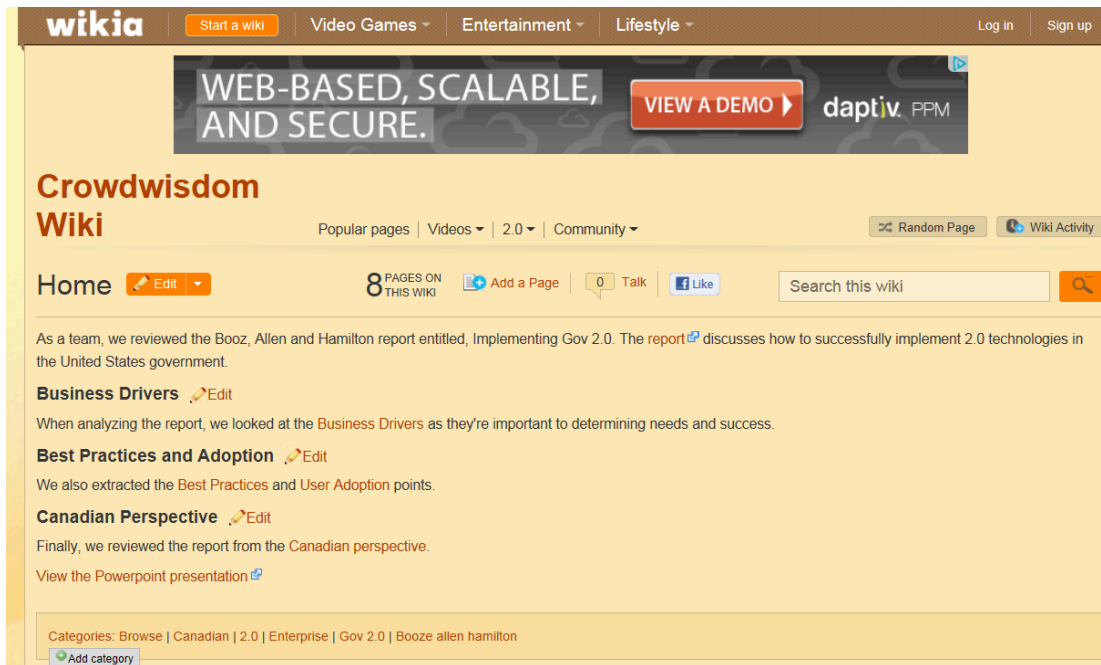 wikia Start a wiki Video Games Entertainment Lifestyle Log in Sign up
WEB-BASED, SCALABLE,
AND SECURE.
VIEW A DEMO
daptiv. PPM
Crowdwisdom
Wiki
Popular pages | Videos | 2.0 | Community
Random Page
Wiki Activity
Home
Edit
8 PAGES ON
THIS WIKI
Add a Page
0 Talk
Like
Search this wiki
As a team, we reviewed the Booz, Allen and Hamilton report entitled, Implementing Gov 2.0. The report discusses how to successfully implement 2.0 technologies in
the United States government.
Business Drivers Edit
When analyzing the report, we looked at the Business Drivers as they're important to determining needs and success.
Best Practices and Adoption Edit
We also extracted the Best Practices and User Adoption points.
Canadian Perspective Edit
Finally, we reviewed the report from the Canadian perspective.
View the Powerpoint presentation
Categories: Browse | Canadian | 2.0 | Enterprise | Gov 2.0 | Booze allen hamilton
Add category